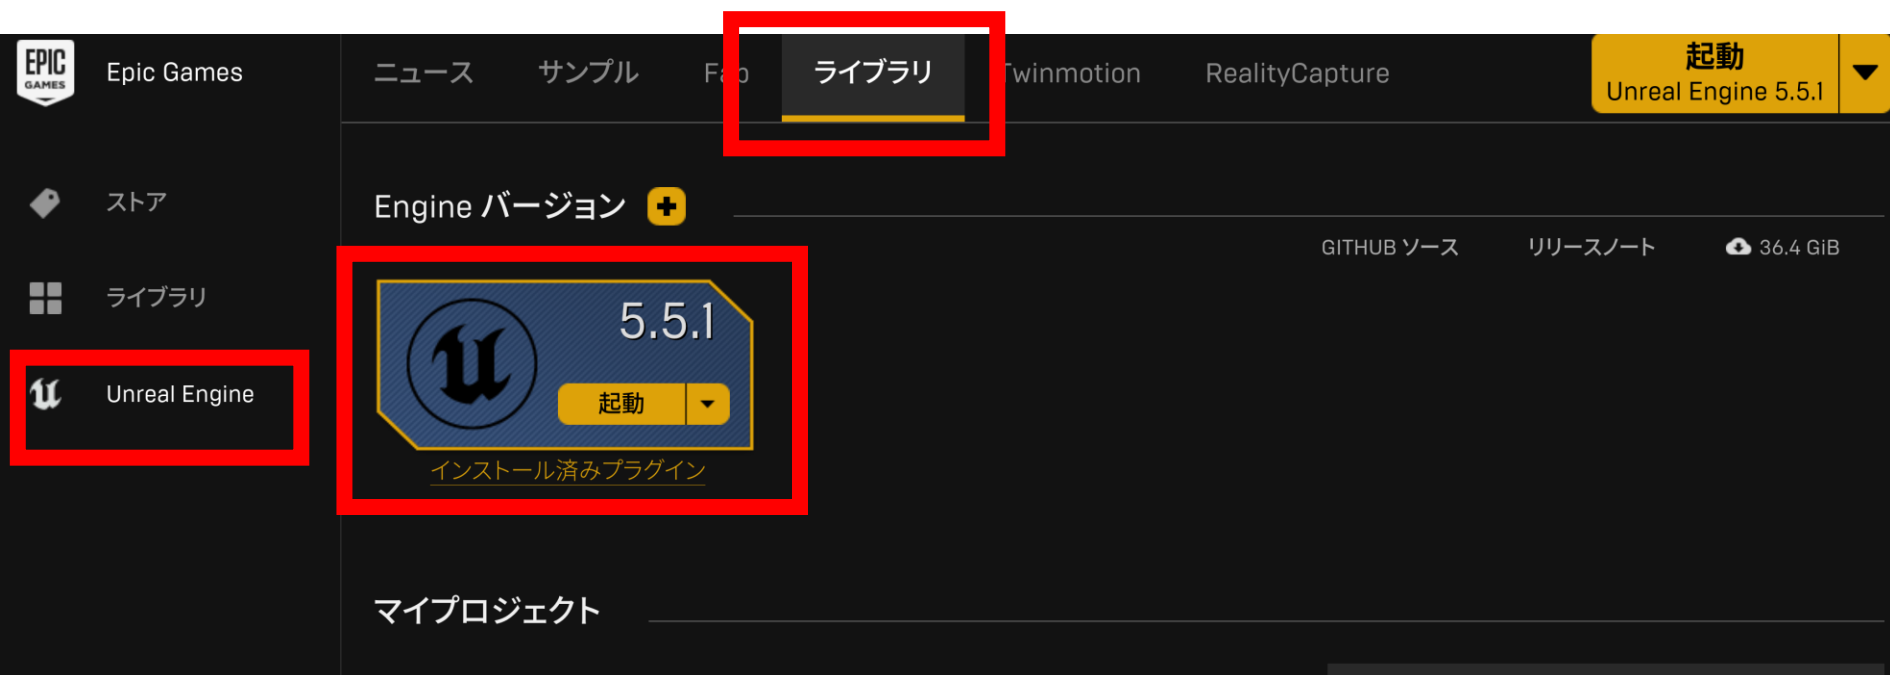 EPIC
GAMES
Epic Games
ニュース
サンプル
Fab
ライブラリ
Twinmotion
RealityCapture
起動
Unreal Engine 5.5.1
ストア
ライブラリ
Unreal Engine
Engine バージョン
GITHUB ソース
リリースノート
36.4 GiB
5.5.1
起動
インストール済みプラグイン
マイプロジェクト